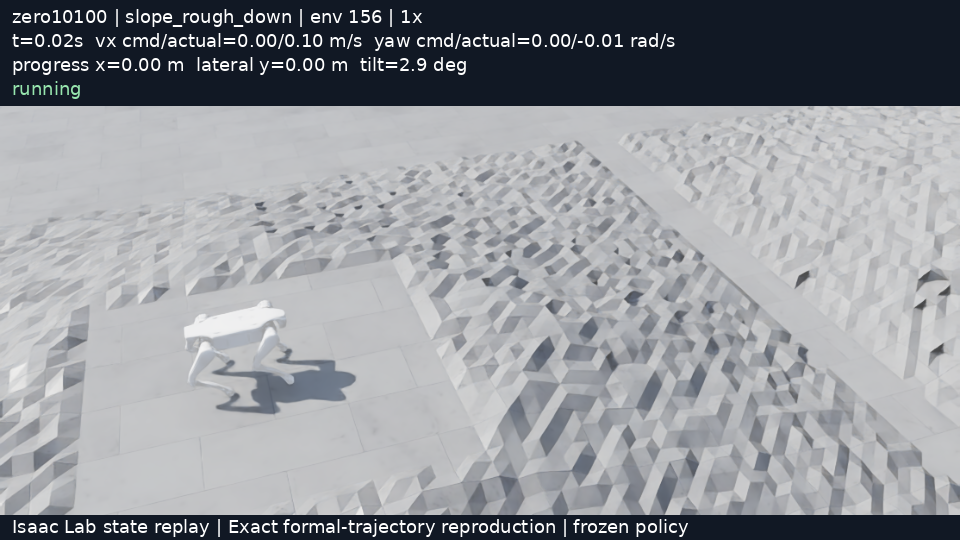 zero10100 | slope_rough_down | env 156 | 1x
t=0.02s  vx cmd/actual=0.00/0.10 m/s  yaw cmd/actual=0.00/-0.01 rad/s
progress x=0.00 m  lateral y=0.00 m  tilt=2.9 deg
running
Isaac Lab state replay | Exact formal-trajectory reproduction | frozen policy